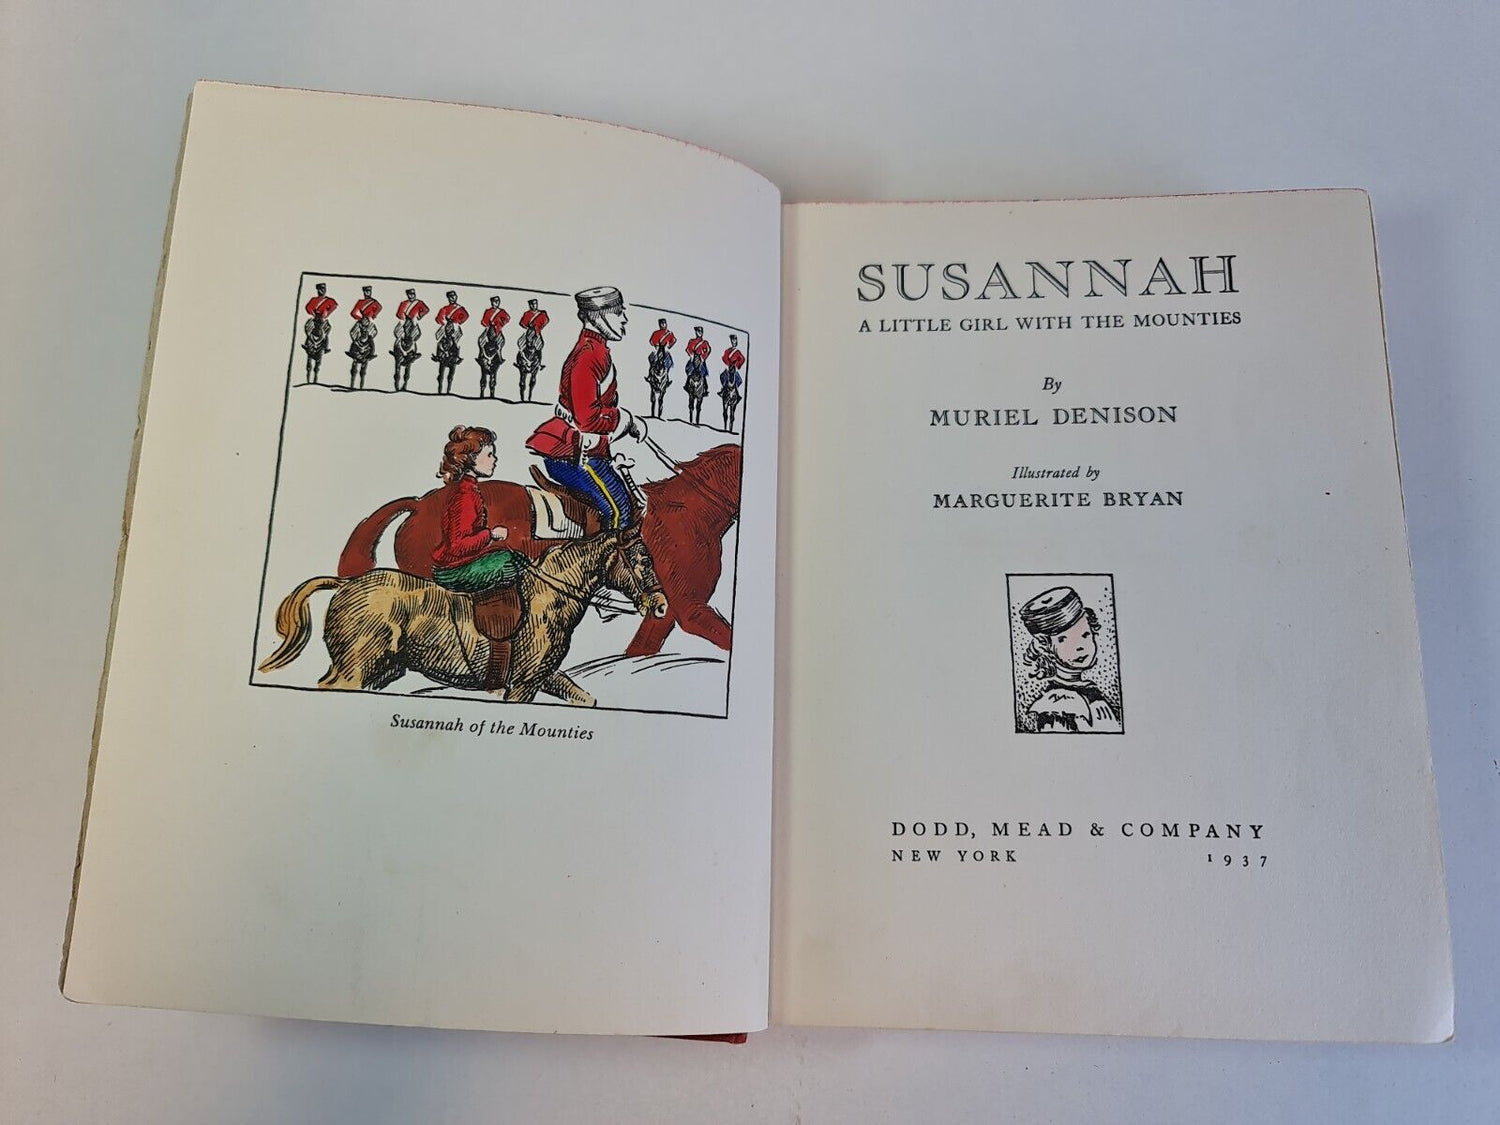 Susannah of the Mounties
SUSANNAH
A LITTLE GIRL WITH THE MOUNTIES
By
MURIEL DENISON
Illustrated by
MARGUERITE BRYAN
DODD, MEAD & COMPANY
NEW YORK 1937